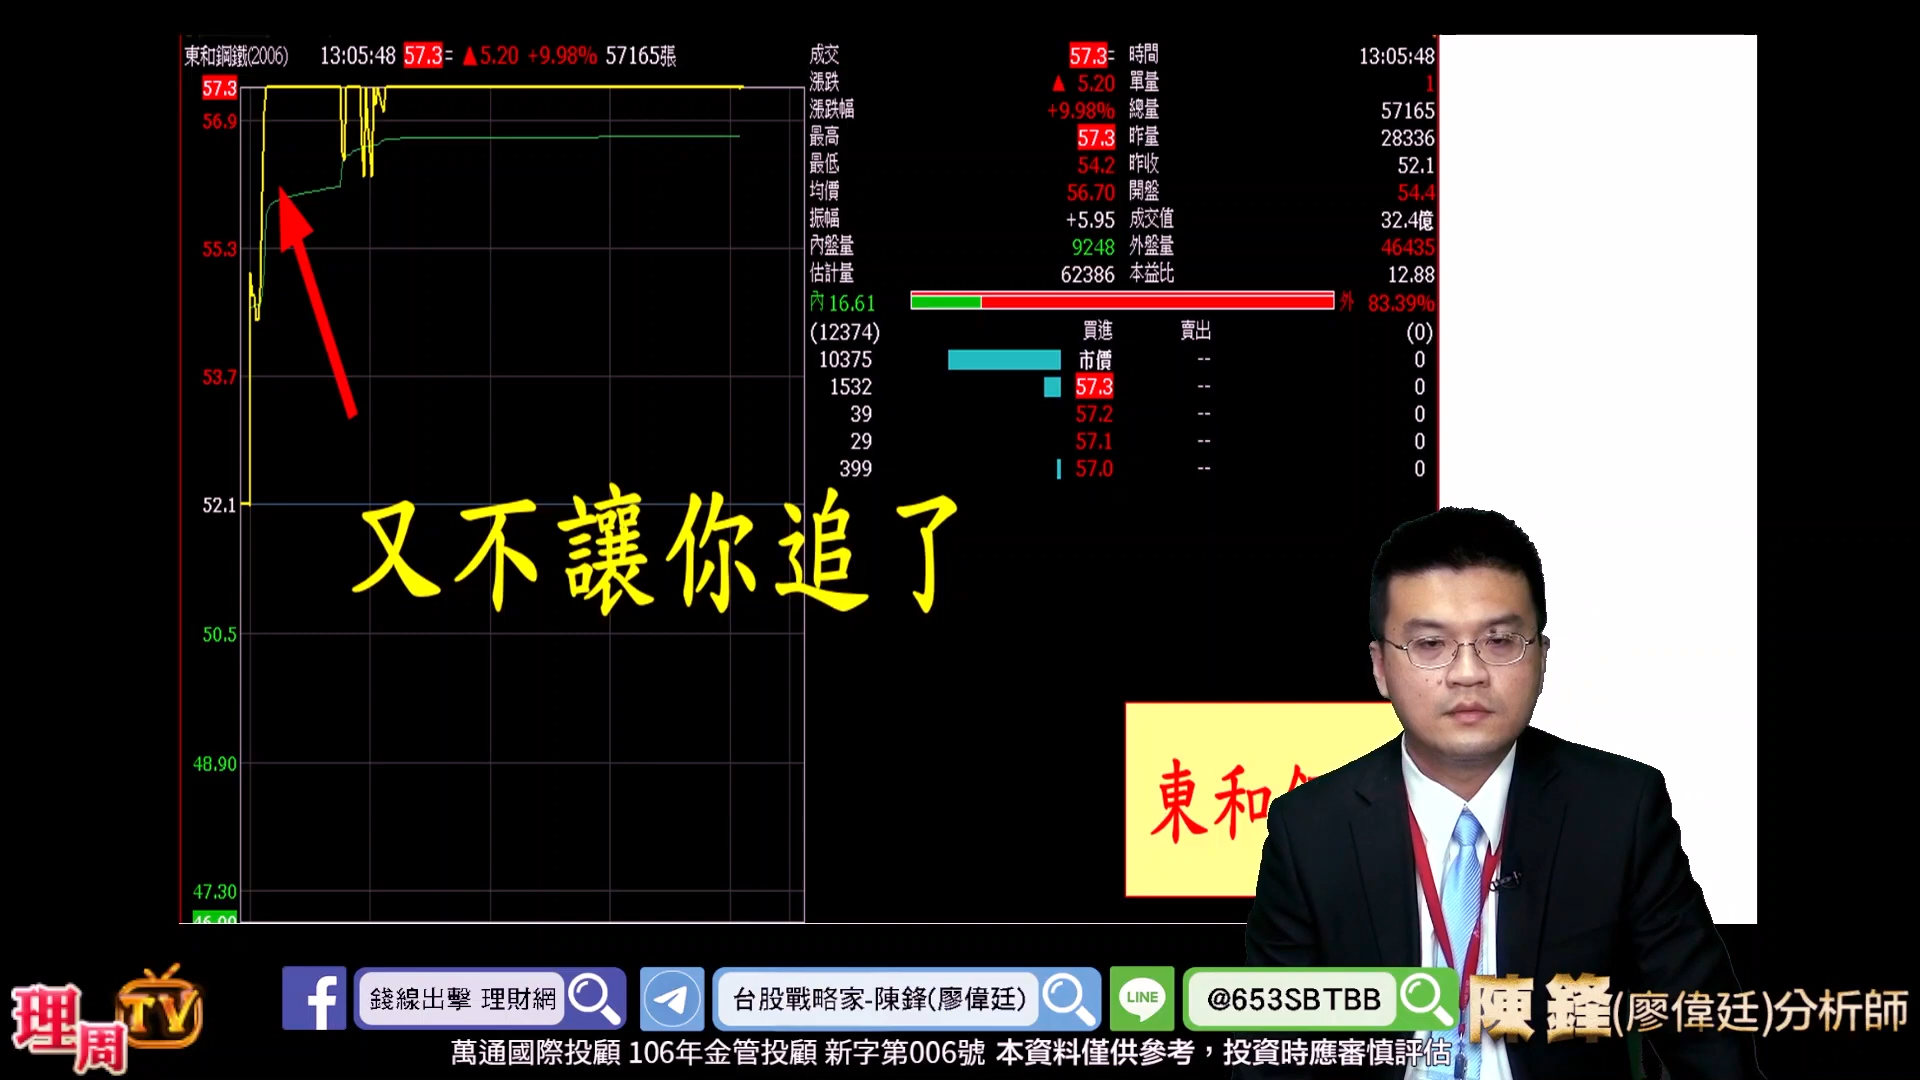 東和鋼鐵(2006) 13:05:48 57.3= ▲5.20 +9.98% 57165張
57.3
56.9
55.3
53.7
52.1
50.5
48.90
47.30
46.90
成交 57.3= 時間 13:05:48
漲跌 ▲ 5.20 單量 1
漲跌幅 +9.98% 總量 57165
最高 57.3 昨量 28336
最低 54.2 昨收 52.1
均價 56.70 開盤 54.4
振幅 +5.95 成交值 32.4億
內盤量 9248 外盤量 46435
估計量 62386 本益比 12.88
內 16.61 外 83.39%
(12374) 買進 賣出 (0)
10375 市價 -- 0
1532 57.3 -- 0
39 57.2 -- 0
29 57.1 -- 0
399 57.0 -- 0
又不讓你追了
東和
理周TV
f 錢線出擊 理財網
台股戰略家-陳鋒(廖偉廷)
LINE @653SBTBB
陳鋒(廖偉廷)分析師
萬通國際投顧 106年金管投顧 新字第006號 本資料僅供參考，投資時應審慎評估